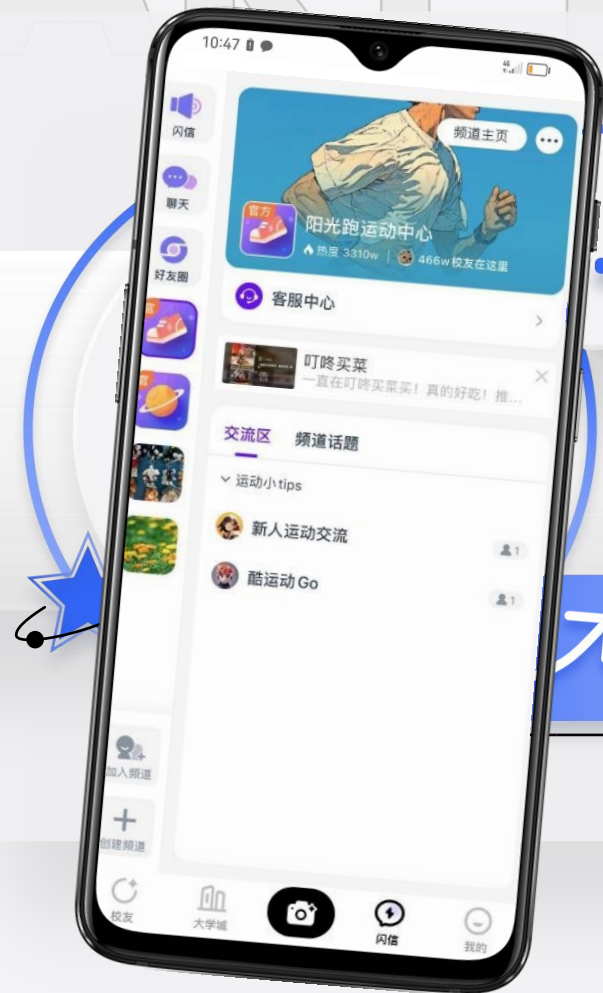 10:47
闪信
聊天
好友圈
频道主页
官方
阳光跑运动中心
热度 3310w | 466w 校友在这里
客服中心
叮咚买菜
一直在叮咚买菜买！真的好吃！推...
交流区 频道话题
运动小tips
新人运动交流
1
酷运动Go
1
加入频道
创建频道
校友
大学城
闪信
我的